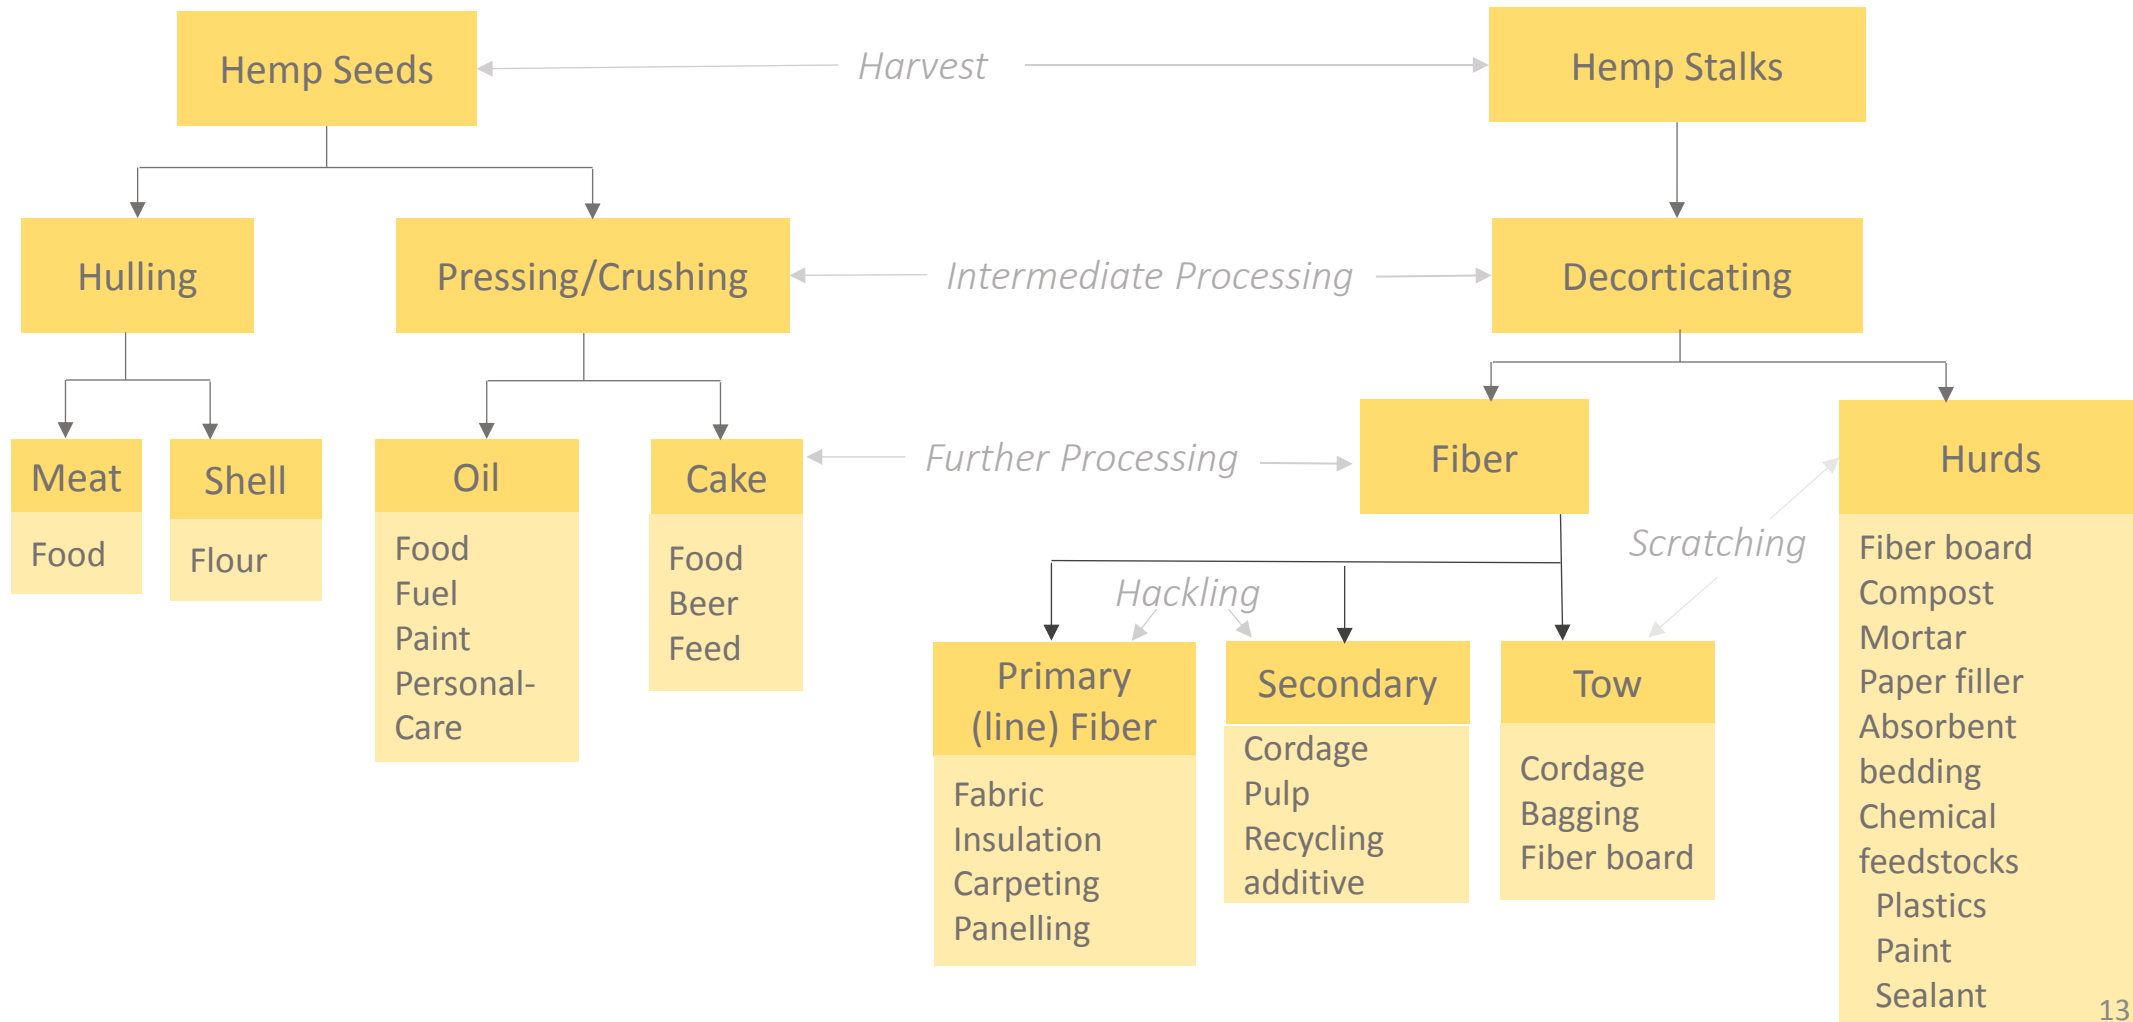 Hemp Seeds
Harvest
Hemp Stalks
Hulling
Pressing/Crushing
Intermediate Processing
Decorticating
Meat
Food
Shell
Flour
Oil
Food
Fuel
Paint
Personal-
Care
Cake
Food
Beer
Feed
Further Processing
Fiber
Hurds
Fiber board
Compost
Mortar
Paper filler
Absorbent
bedding
Chemical
feedstocks
Plastics
Paint
Sealant
Scratching
Hackling
Primary
(line) Fiber
Fabric
Insulation
Carpeting
Panelling
Secondary
Cordage
Pulp
Recycling
additive
Tow
Cordage
Bagging
Fiber board
13